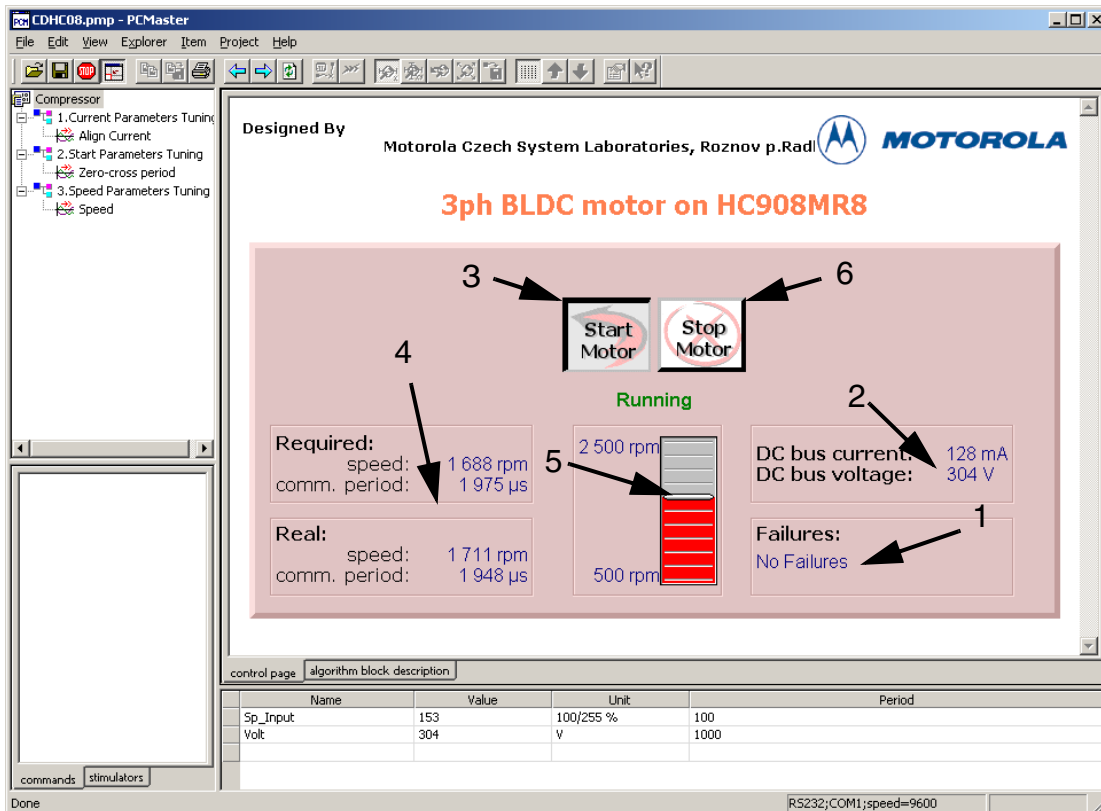 CDHC08.pmp - PCMaster
File Edit View Explorer Item Project Help
Compressor
1.Current Parameters Tuning
Align Current
2.Start Parameters Tuning
Zero-cross period
3.Speed Parameters Tuning
Speed
Designed By
Motorola Czech System Laboratories, Roznov p.Rad
MOTOROLA
3ph BLDC motor on HC908MR8
3
6
Start Motor
Stop Motor
4
Running
2
Required:
speed: 1 688 rpm
comm. period: 1 975 µs
2 500 rpm
5
DC bus current: 128 mA
DC bus voltage: 304 V
1
Real:
speed: 1 711 rpm
comm. period: 1 948 µs
500 rpm
Failures:
No Failures
control page algorithm block description
Name Value Unit Period
Sp_Input 153 100/255 % 100
Volt 304 V 1000
commands stimulators
Done
RS232;COM1;speed=9600